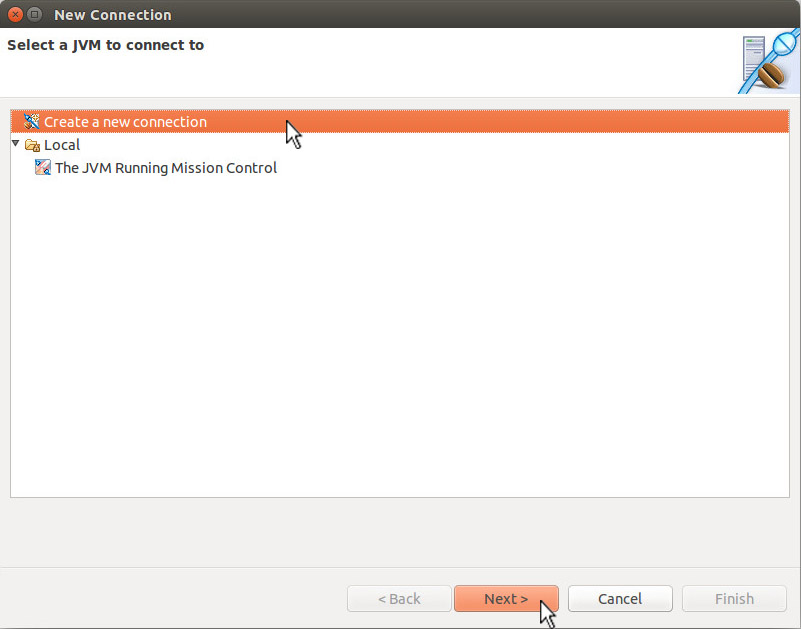 New Connection
Select a JVM to connect to
Create a new connection
Local
The JVM Running Mission Control
< Back
Next >
Cancel
Finish